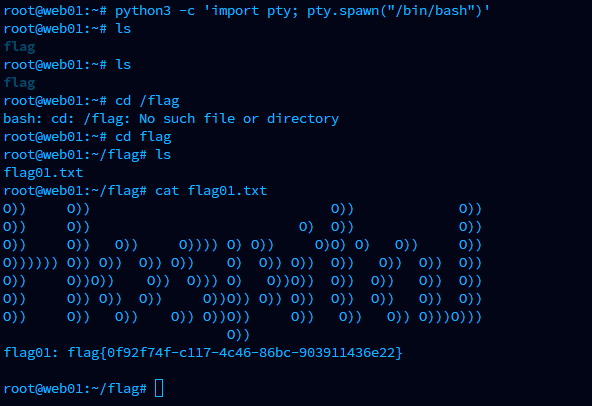 root@web01:~# python3 -c 'import pty; pty.spawn("/bin/bash")'
root@web01:~# ls
flag
root@web01:~# ls
flag
root@web01:~# cd /flag
bash: cd: /flag: No such file or directory
root@web01:~# cd flag
root@web01:~/flag# ls
flag01.txt
root@web01:~/flag# cat flag01.txt
O))     O))                                   O))               O))
O))     O))                               O)  O))               O))
O))     O))   O))      O)))) O) O))      O)O) O)   O))      O))
O)))))) O)) O))  O)) O))     O)  O)) O)) O))    O))  O))  O))
O))     O))O))    O))  O))) O)    O))O)) O))   O))   O)) O))
O))     O)) O))  O))     O))O)) O)) O)) O))   O))   O)) O))
O))     O))   O))    O)) O))O))     O))   O))   O)) O)))O)))
                            O))
flag01: flag{0f92f74f-c117-4c46-86bc-903911436e22}
root@web01:~/flag#